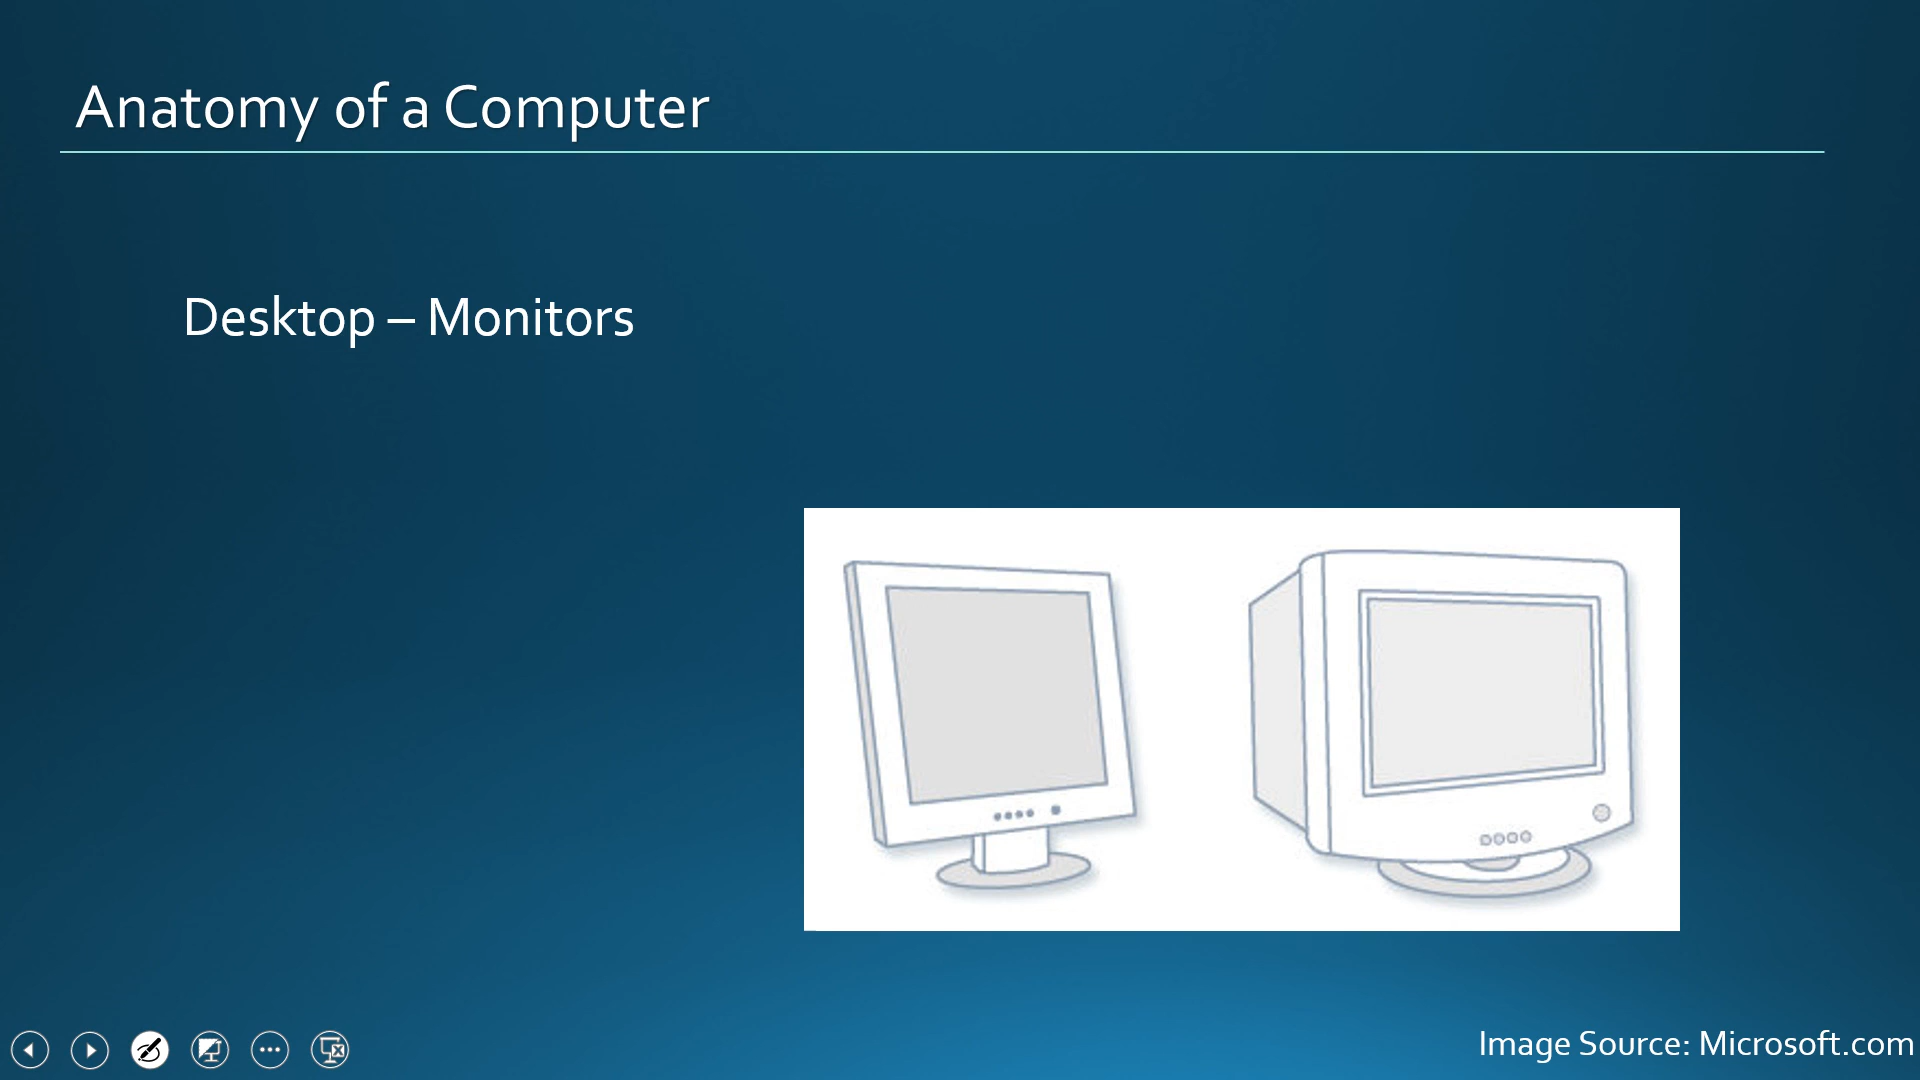 Anatomy of a Computer
Desktop – Monitors
Image Source: Microsoft.com